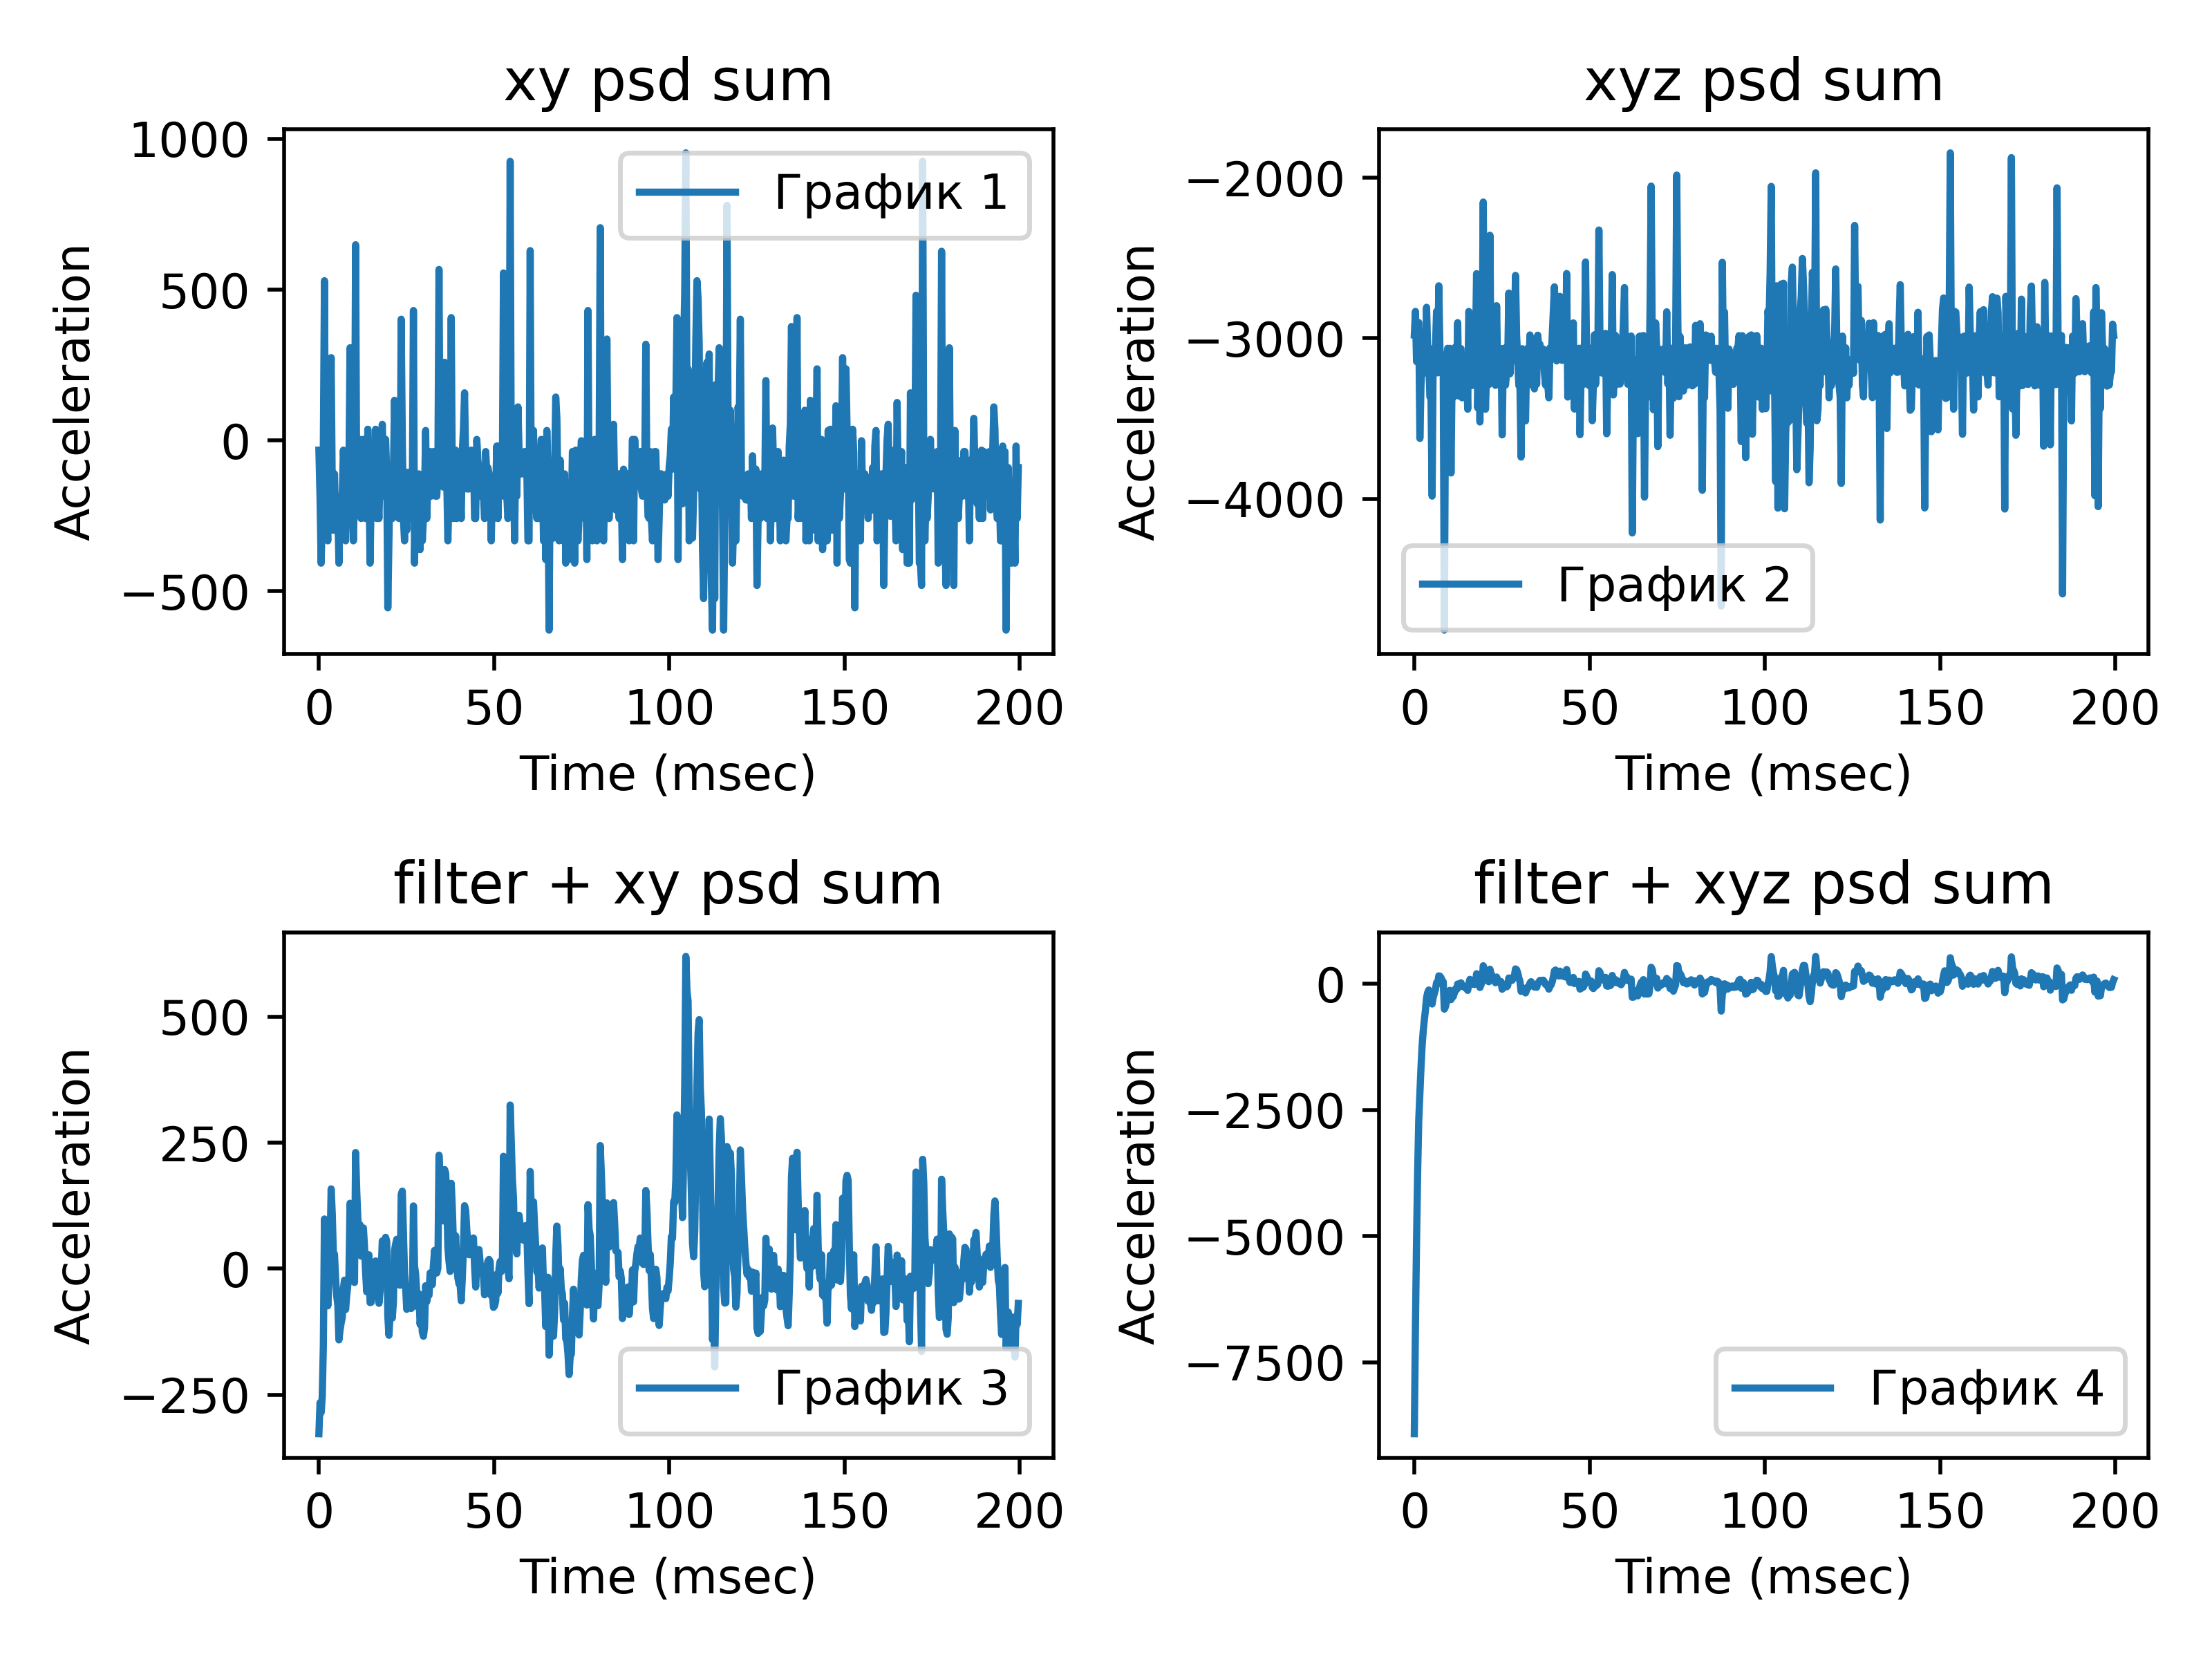 xy psd sum
1000
500
0
−500
Acceleration
График 1
0 50 100 150 200
Time (msec)
xyz psd sum
−2000
−3000
−4000
Acceleration
График 2
0 50 100 150 200
Time (msec)
filter + xy psd sum
500
250
0
−250
Acceleration
График 3
0 50 100 150 200
Time (msec)
filter + xyz psd sum
0
−2500
−5000
−7500
Acceleration
График 4
0 50 100 150 200
Time (msec)